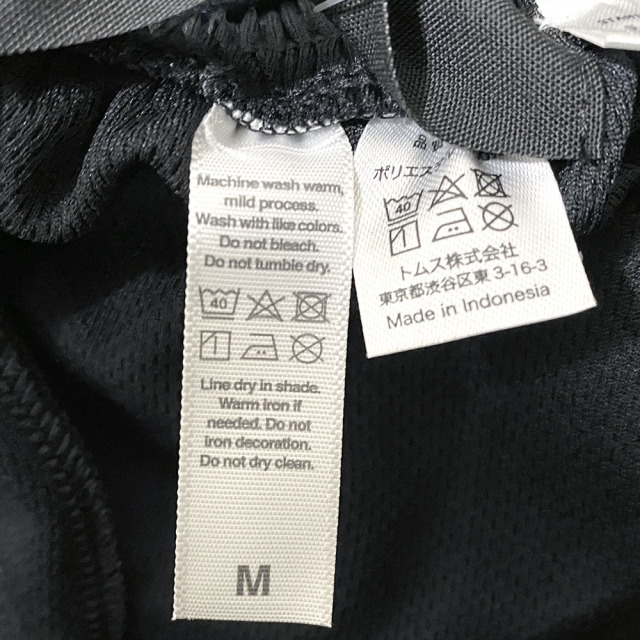 Machine wash warm,
mild process.
Wash with like colors.
Do not bleach.
Do not tumble dry.
40
Line dry in shade.
Warm iron if
needed. Do not
iron decoration.
Do not dry clean.
M
ポリエス
40
トムス株式会社
東京都渋谷区東3-16-3
Made in Indonesia